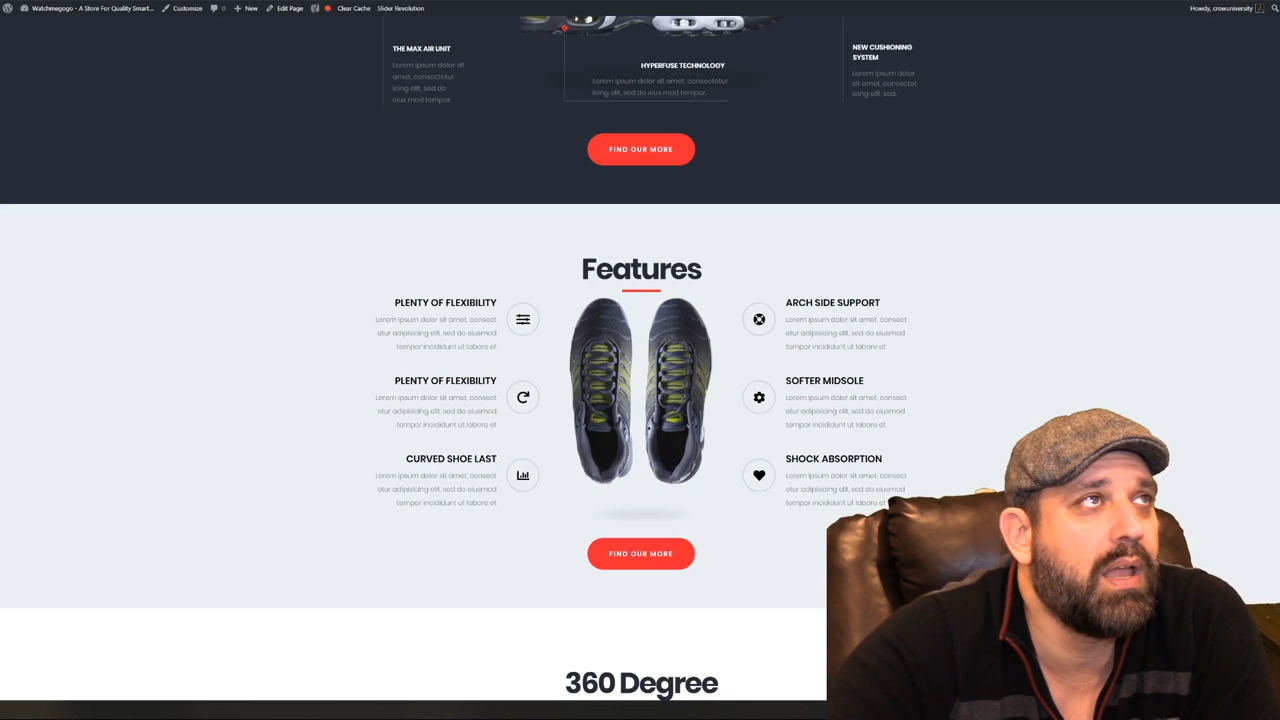 Watchmegogo - A Store For Quality Smart... Customize 0 New Edit Page Clear Cache Slider Revolution Howdy, crowuniversity
THE MAX AIR UNIT
Lorem ipsum dolor sit
amet, consectetur
icing elit, sed do
eius mod tempor.
HYPERFUSE TECHNOLOGY
Lorem ipsum dolor sit amet, consectetur
icing elit, sed do eius mod tempor.
NEW CUSHIONING
SYSTEM
Lorem ipsum dolor
sit amet, consectet
icing elit, sed.
FIND OUR MORE
Features
PLENTY OF FLEXIBILITY
Lorem ipsum dolor sit amet, consect
etur adipisicing elit, sed do eiusmod
tempor incididunt ut labore et
PLENTY OF FLEXIBILITY
Lorem ipsum dolor sit amet, consect
etur adipisicing elit, sed do eiusmod
tempor incididunt ut labore et
CURVED SHOE LAST
Lorem ipsum dolor sit amet, consect
etur adipisicing elit, sed do eiusmod
tempor incididunt ut labore et
ARCH SIDE SUPPORT
Lorem ipsum dolor sit amet, consect
etur adipisicing elit, sed do eiusmod
tempor incididunt ut labore et
SOFTER MIDSOLE
Lorem ipsum dolor sit amet, consect
etur adipisicing elit, sed do eiusmod
tempor incididunt ut labore et
SHOCK ABSORPTION
Lorem ipsum dolor sit amet, consect
etur adipisicing elit, sed do eiusmod
tempor incididunt ut labore et
FIND OUR MORE
360 Degree